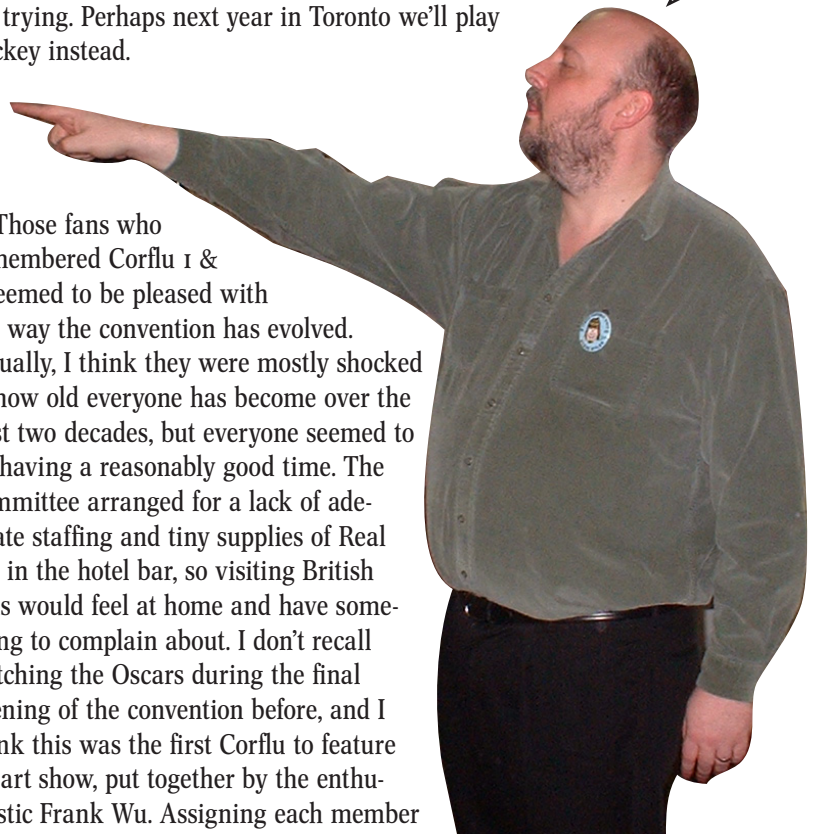 trying. Perhaps next year in Toronto we'll play
ckey instead.
Those fans who
nembered Corflu 1 &
eemed to be pleased with
way the convention has evolved.
ually, I think they were mostly shocked
how old everyone has become over the
st two decades, but everyone seemed to
having a reasonably good time. The
mmittee arranged for a lack of ade-
ate staffing and tiny supplies of Real
in the hotel bar, so visiting British
s would feel at home and have some-
ng to complain about. I don't recall
tching the Oscars during the final
ening of the convention before, and I
nk this was the first Corflu to feature
art show, put together by the enthu-
stic Frank Wu. Assigning each member